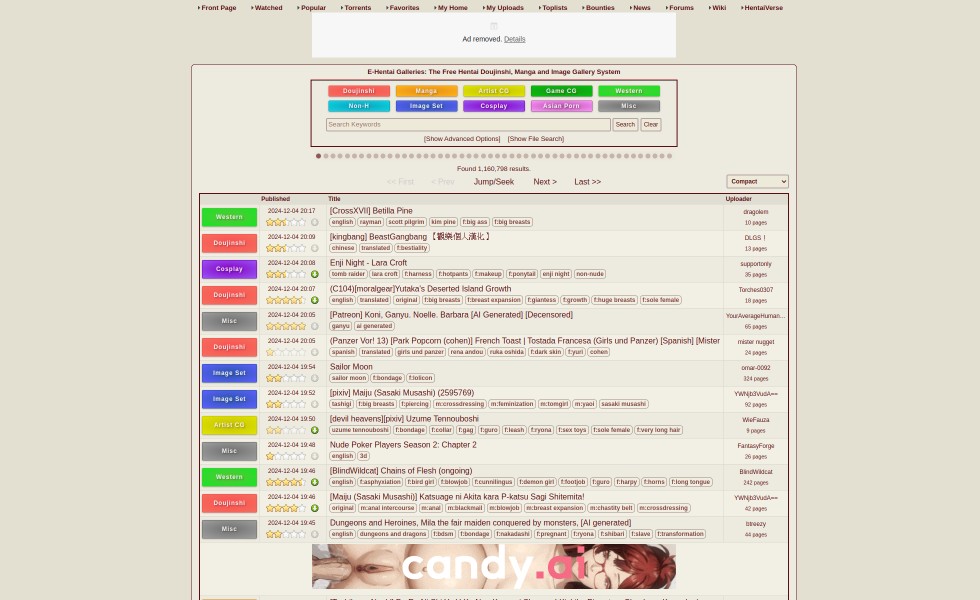 Front Page Watched Popular Torrents Favorites My Home My Uploads Toplists Bounties News Forums Wiki HentaiVerse
Ad removed. Details
E-Hentai Galleries: The Free Hentai Doujinshi, Manga and Image Gallery System
Doujinshi Manga Artist CG Game CG Western
Non-H Image Set Cosplay Asian Porn Misc
Search Keywords Search Clear
[Show Advanced Options] [Show File Search]
Found 1,160,798 results.
<< First < Prev Jump/Seek Next > Last >> Compact
Published Title Uploader
Western 2024-12-04 20:17 [CrossXVII] Betilla Pine dragolem
english rayman scott pilgrim kim pine f:big ass f:big breasts 10 pages
Doujinshi 2024-12-04 20:09 [kingbang] BeastGangbang 【觀樂個人漢化】 DLGS！
chinese translated f:bestiality 13 pages
Cosplay 2024-12-04 20:08 Enji Night - Lara Croft supportonly
tomb raider lara croft f:harness f:hotpants f:makeup f:ponytail enji night non-nude 35 pages
Doujinshi 2024-12-04 20:07 (C104)[moralgear]Yutaka's Deserted Island Growth Torches0307
english translated original f:big breasts f:breast expansion f:giantess f:growth f:huge breasts f:sole female 18 pages
Misc 2024-12-04 20:05 [Patreon] Koni, Ganyu. Noelle. Barbara [AI Generated] [Decensored] YourAverageHuman...
ganyu ai generated 65 pages
Doujinshi 2024-12-04 20:05 (Panzer Vor! 13) [Park Popcorn (cohen)] French Toast | Tostada Francesa (Girls und Panzer) [Spanish] [Mister mister nugget
spanish translated girls und panzer rena andou ruka oshida f:dark skin f:yuri cohen 24 pages
Image Set 2024-12-04 19:54 Sailor Moon omar-0092
sailor moon f:bondage f:lolicon 324 pages
Image Set 2024-12-04 19:52 [pixiv] Maiju (Sasaki Musashi) (2595769) YWNjb3VudA==
tashigi f:big breasts f:piercing m:crossdressing m:feminization m:tomgirl m:yaoi sasaki musashi 92 pages
Artist CG 2024-12-04 19:50 [devil heavens][pixiv] Uzume Tennouboshi WieFauza
uzume tennouboshi f:bondage f:collar f:gag f:guro f:leash f:ryona f:sex toys f:sole female f:very long hair 9 pages
Misc 2024-12-04 19:48 Nude Poker Players Season 2: Chapter 2 FantasyForge
english 3d 26 pages
Western 2024-12-04 19:46 [BlindWildcat] Chains of Flesh (ongoing) BlindWildcat
english f:asphyxiation f:bird girl f:blowjob f:cunnilingus f:demon girl f:footjob f:guro f:harpy f:horns f:long tongue 242 pages
Doujinshi 2024-12-04 19:46 [Maiju (Sasaki Musashi)] Katsuage ni Akita kara P-katsu Sagi Shitemita! YWNjb3VudA==
original m:anal intercourse m:anal m:blackmail m:blowjob m:breast expansion m:chastity belt m:crossdressing 42 pages
Misc 2024-12-04 19:45 Dungeons and Heroines, Mila the fair maiden conquered by monsters, [AI generated] btreezy
english dungeons and dragons f:bdsm f:bondage f:nakadashi f:pregnant f:ryona f:shibari f:slave f:transformation 44 pages
candy.ai